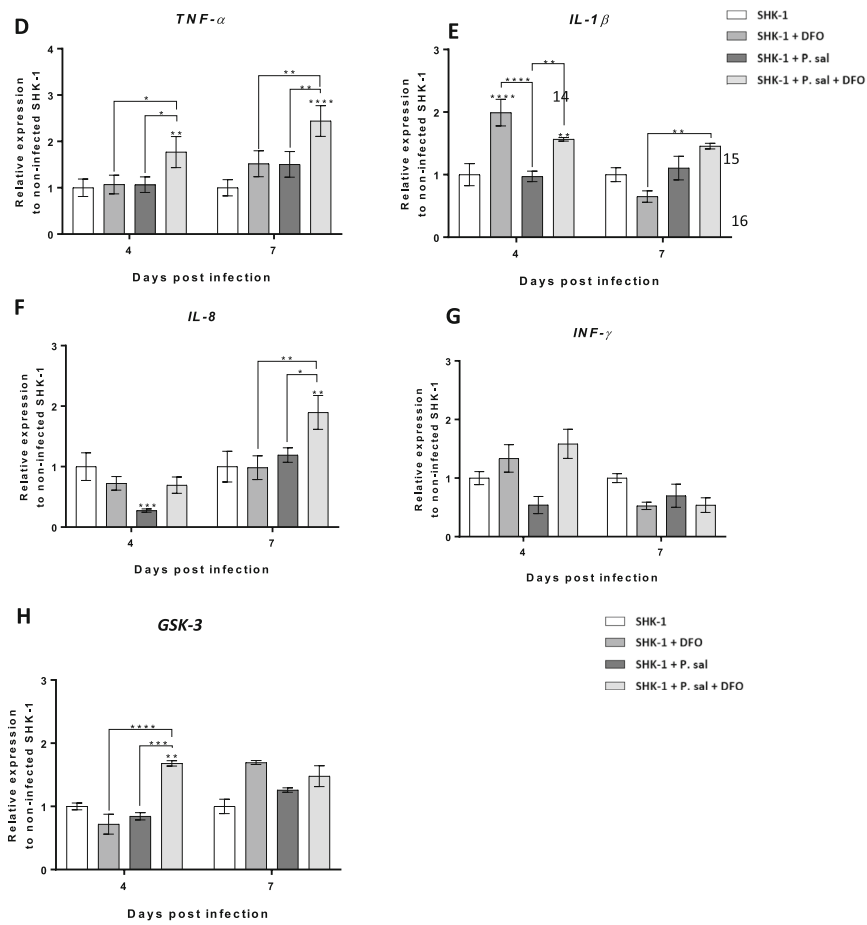 D
TNF-α
Relative expression
to non-infected SHK-1
4
3
2
1
0
*
*
**
**
**
****
4
7
Days post infection
E
IL-1β
SHK-1
SHK-1 + DFO
SHK-1 + P. sal
SHK-1 + P. sal + DFO
Relative expression
to non-infected SHK-1
3
2
1
0
**
****
****
14
**
**
15
16
4
7
Days post infection
F
IL-8
Relative expression
to non-infected SHK-1
3
2
1
0
**
*
**
***
4
7
Days post infection
G
INF-γ
Relative expression
to non-infected SHK-1
3
2
1
0
4
7
Days post infection
H
GSK-3
Relative expression
to non-infected SHK-1
3
2
1
0
****
***
**
4
7
Days post infection
SHK-1
SHK-1 + DFO
SHK-1 + P. sal
SHK-1 + P. sal + DFO